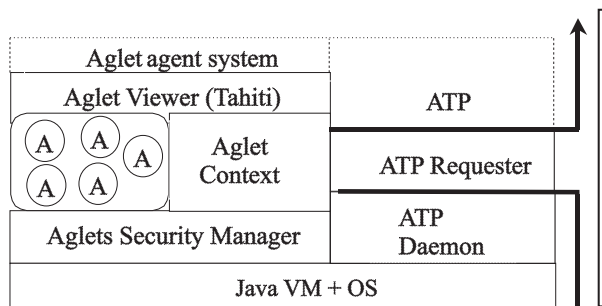 Aglet agent system
Aglet Viewer (Tahiti)
ATP
A
A
A
A
A
Aglet
Context
ATP Requester
Aglets Security Manager
ATP
Daemon
Java VM + OS